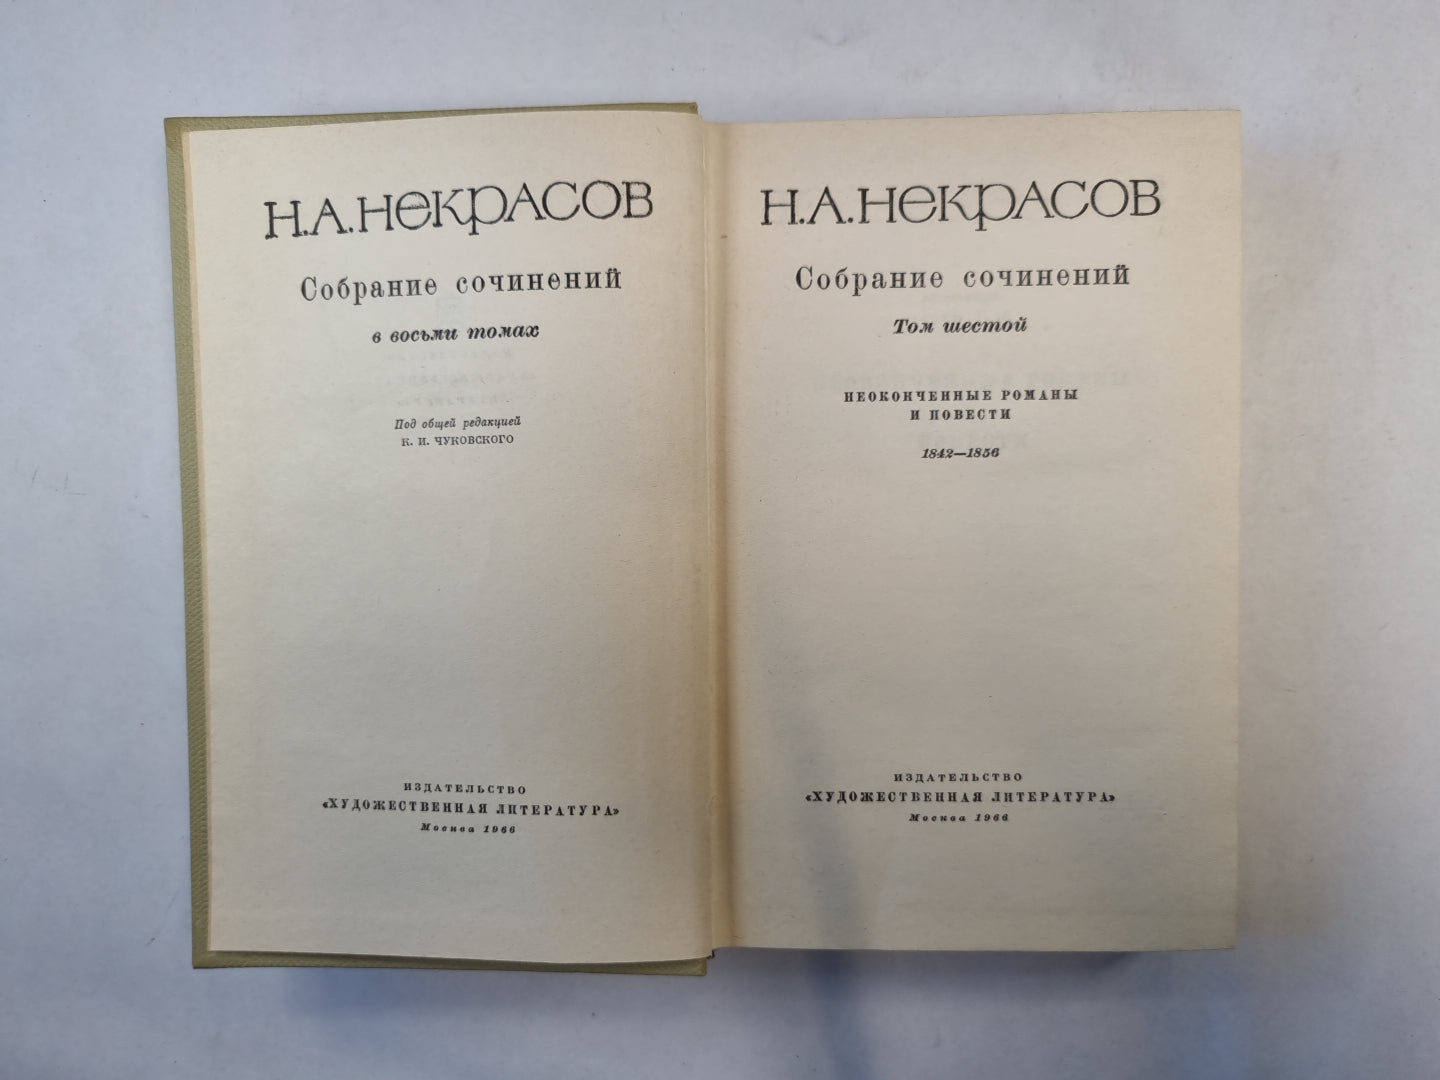 Н.А.НЕКРАСОВ
Собрание сочинений
в восьми томах
Под общей редакцией
К. И. ЧУКОВСКОГО
ИЗДАТЕЛЬСТВО
«ХУДОЖЕСТВЕННАЯ ЛИТЕРАТУРА»
Москва 1966
Н.А.НЕКРАСОВ
Собрание сочинений
Том шестой
НЕОКОНЧЕННЫЕ РОМАНЫ
И ПОВЕСТИ
1842—1856
ИЗДАТЕЛЬСТВО
«ХУДОЖЕСТВЕННАЯ ЛИТЕРАТУРА»
Москва 1966